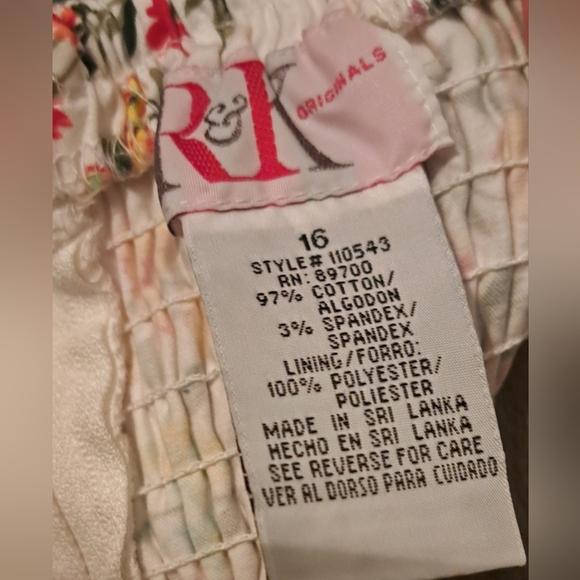 R&K
ORIGINALS
16
STYLE# 110543
RN: 89700
97% COTTON/
ALGODON
3% SPANDEX/
SPANDEX
LINING/FORRO:
100% POLYESTER/
POLIESTER
MADE IN SRI LANKA
HECHO EN SRI LANKA
SEE REVERSE FOR CARE
VER AL DORSO PARA CUIDADO